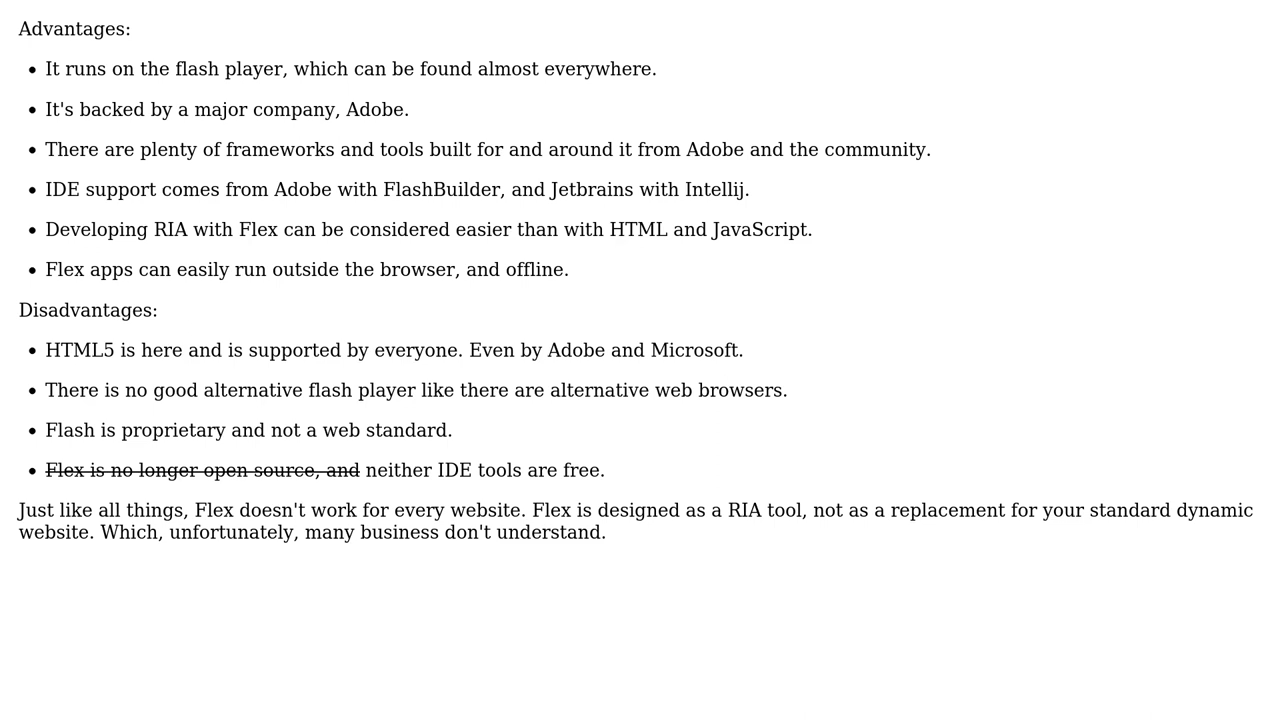 Advantages:
It runs on the flash player, which can be found almost everywhere.
It's backed by a major company, Adobe.
There are plenty of frameworks and tools built for and around it from Adobe and the community.
IDE support comes from Adobe with FlashBuilder, and Jetbrains with Intellij.
Developing RIA with Flex can be considered easier than with HTML and JavaScript.
Flex apps can easily run outside the browser, and offline.
Disadvantages:
HTML5 is here and is supported by everyone. Even by Adobe and Microsoft.
There is no good alternative flash player like there are alternative web browsers.
Flash is proprietary and not a web standard.
Flex is no longer open source, and neither IDE tools are free.
Just like all things, Flex doesn't work for every website. Flex is designed as a RIA tool, not as a replacement for your standard dynamic
website. Which, unfortunately, many business don't understand.